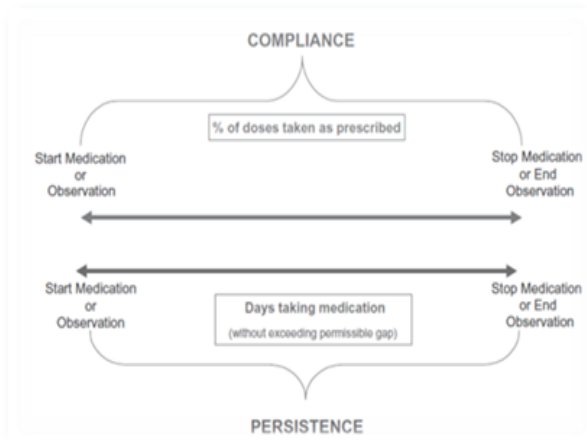 COMPLIANCE
% of doses taken as prescribed
Start Medication
or
Observation
Stop Medication
or End
Observation
Start Medication
or
Observation
Days taking medication
(without exceeding permissible gap)
Stop Medication
or End
Observation
PERSISTENCE